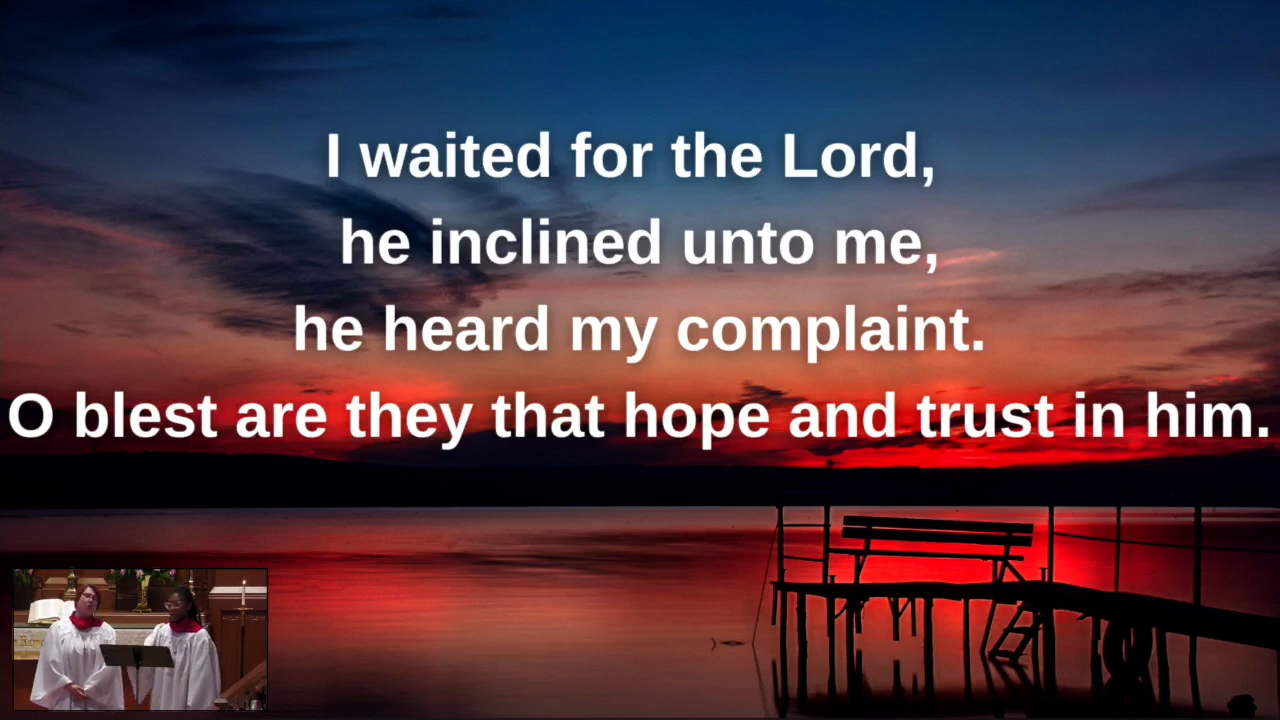 I waited for the Lord,
he inclined unto me,
he heard my complaint.
O blest are they that hope and trust in him.